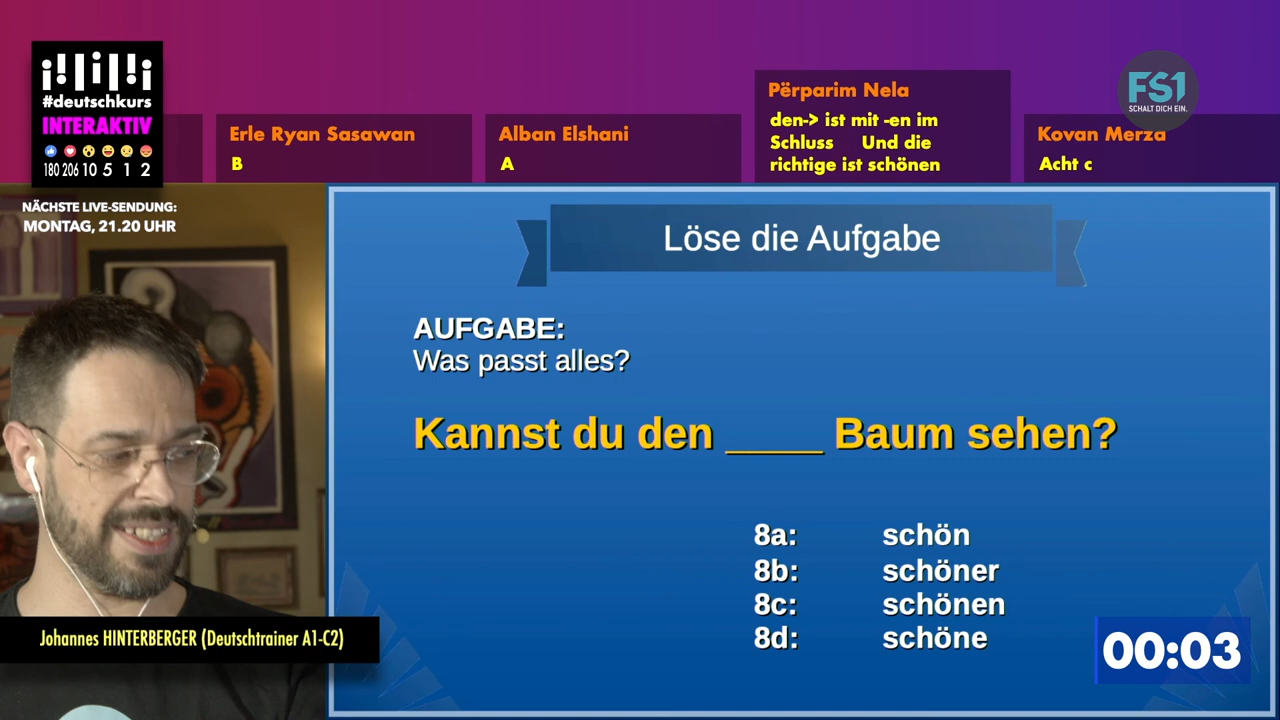 #deutschkurs
INTERAKTIV
180 206 10 5 1 2
NÄCHSTE LIVE-SENDUNG:
MONTAG, 21.20 UHR
Erle Ryan Sasawan
B
Alban Elshani
A
Përparim Nela
den-> ist mit -en im
Schluss Und die
richtige ist schönen
Kovan Merza
Acht c
FS1
SCHALT DICH EIN.
Löse die Aufgabe
AUFGABE:
Was passt alles?
Kannst du den ____ Baum sehen?
8a: schön
8b: schöner
8c: schönen
8d: schöne
00:03
Johannes HINTERBERGER (Deutschtrainer A1-C2)